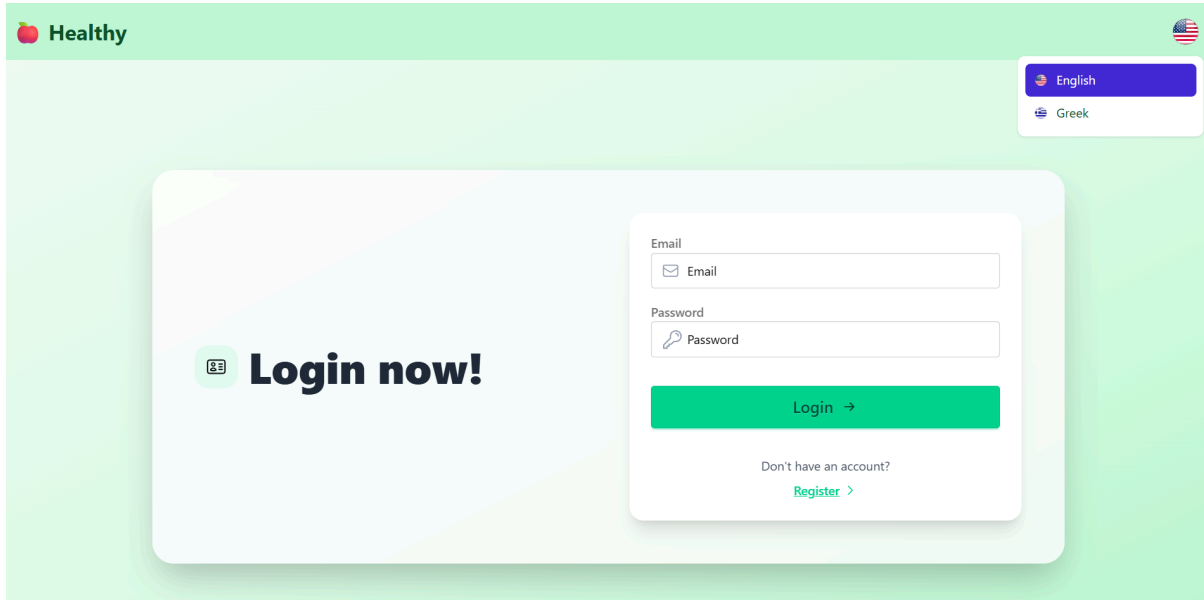 Healthy
English
Greek
Login now!
Email
Email
Password
Password
Login
Don't have an account?
Register